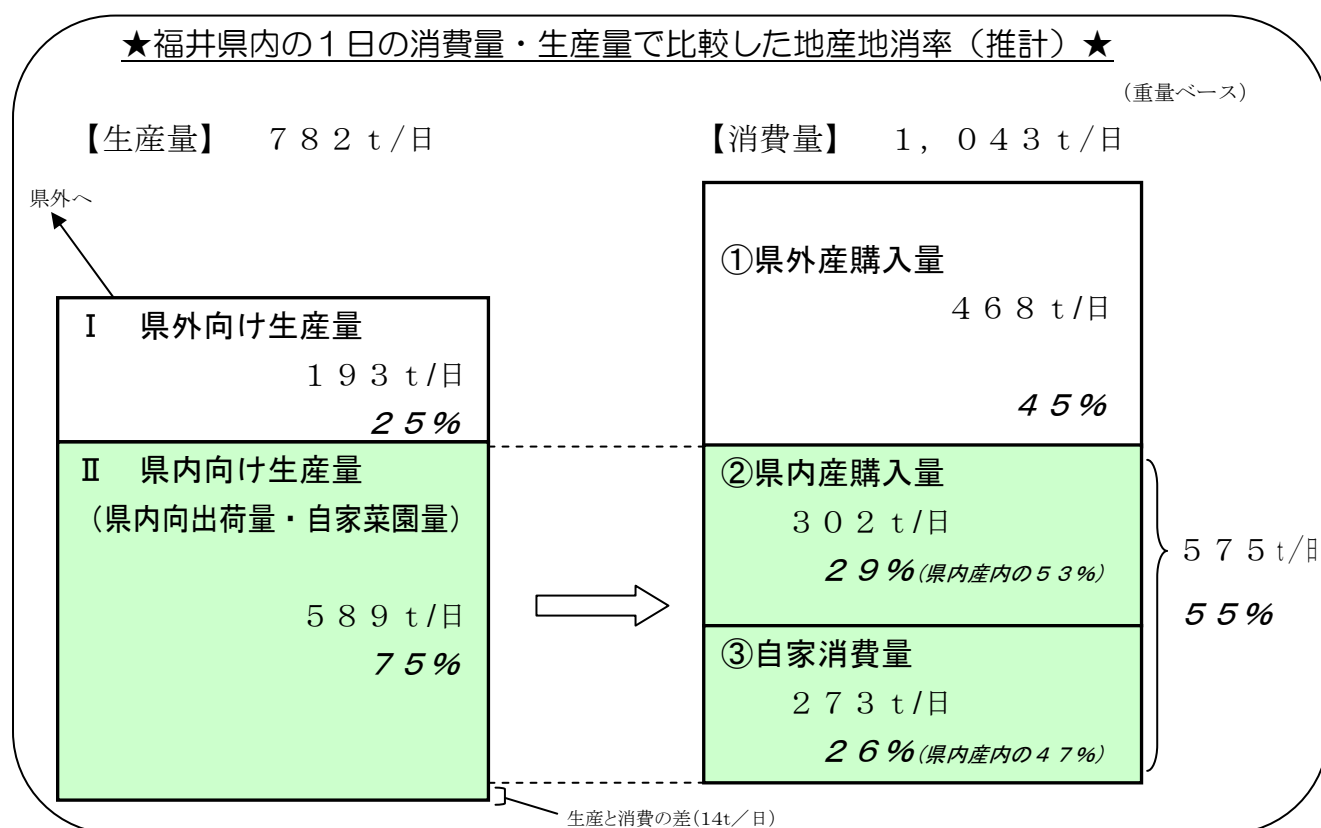 ★福井県内の1日の消費量・生産量で比較した地産地消率（推計）★
（重量ベース）
【生産量】　７８２ｔ/日
【消費量】　１，０４３ｔ/日
県外へ
Ⅰ　県外向け生産量
１９３ｔ/日
２５％
Ⅱ　県内向け生産量
（県内向出荷量・自家菜園量）
５８９ｔ/日
７５％
①県外産購入量
４６８ｔ/日
４５％
②県内産購入量
３０２ｔ/日
２９％(県内産内の５３％)
③自家消費量
２７３ｔ/日
２６％(県内産内の４７％)
５７５ｔ/日
５５％
生産と消費の差(14t／日)